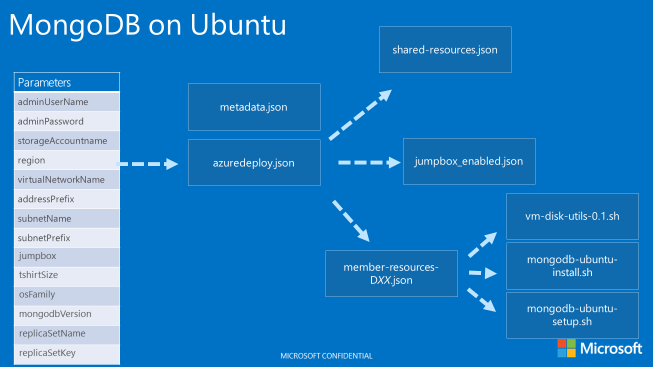 MongoDB on Ubuntu
Parameters
adminUserName
adminPassword
storageAccountname
region
virtualNetworkName
addressPrefix
subnetName
subnetPrefix
jumpbox
tshirtSize
osFamily
mongodbVersion
replicaSetName
replicaSetKey
metadata.json
azuredeploy.json
shared-resources.json
jumpbox_enabled.json
member-resources-
DXX.json
vm-disk-utils-0.1.sh
mongodb-ubuntu-
install.sh
mongodb-ubuntu-
setup.sh
MICROSOFT CONFIDENTIAL
Microsoft